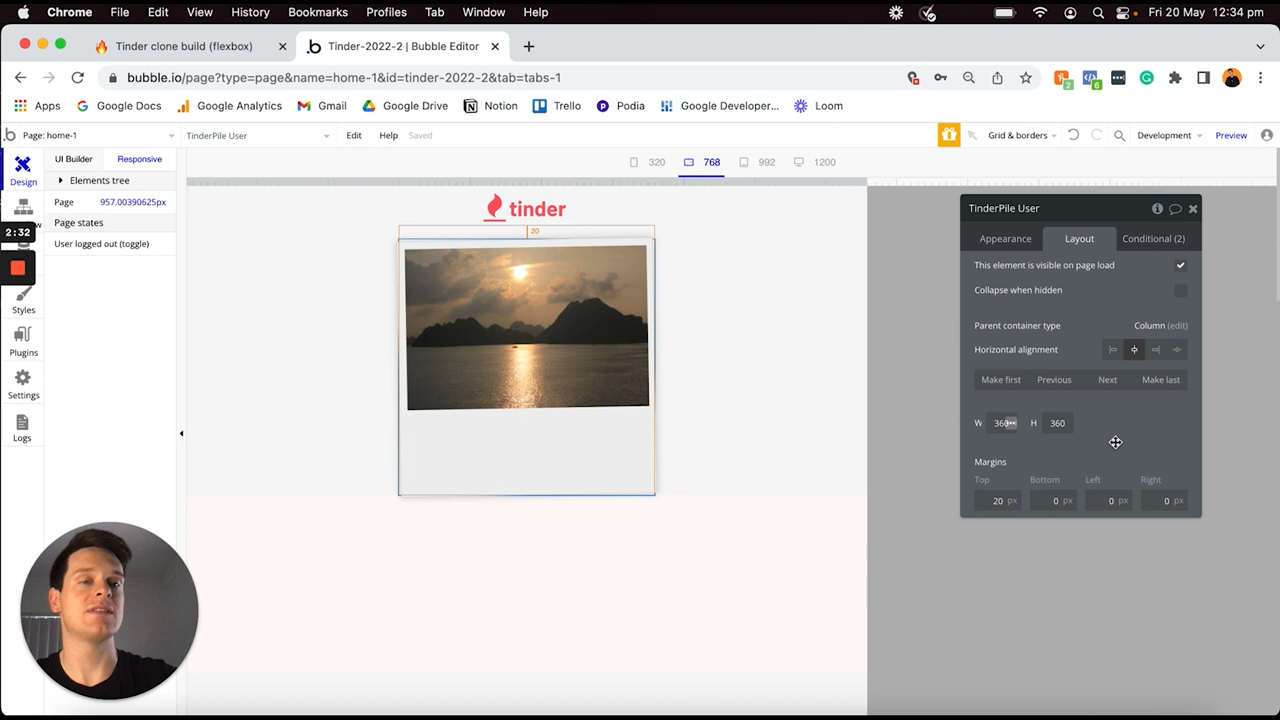 Chrome File Edit View History Bookmarks Profiles Tab Window Help Fri 20 May 12:34 pm
Tinder clone build (flexbox) Tinder-2022-2 | Bubble Editor
bubble.io/page?type=page&name=home-1&id=tinder-2022-2&tab=tabs-1 2 6
Apps Google Docs Google Analytics Gmail Google Drive Notion Trello Podia Google Developer... Loom
Page: home-1 TinderPile User Edit Help Saved Grid & borders Development Preview
UI Builder Responsive 320 768 992 1200
Design
Elements tree
Page 957.00390625px
Page states
User logged out (toggle)
2:32
Styles
Plugins
Settings
Logs
tinder
20
TinderPile User
Appearance Layout Conditional (2)
This element is visible on page load
Collapse when hidden
Parent container type Column (edit)
Horizontal alignment
Make first Previous Next Make last
W 360 H 360
Margins
Top Bottom Left Right
20 px 0 px 0 px 0 px